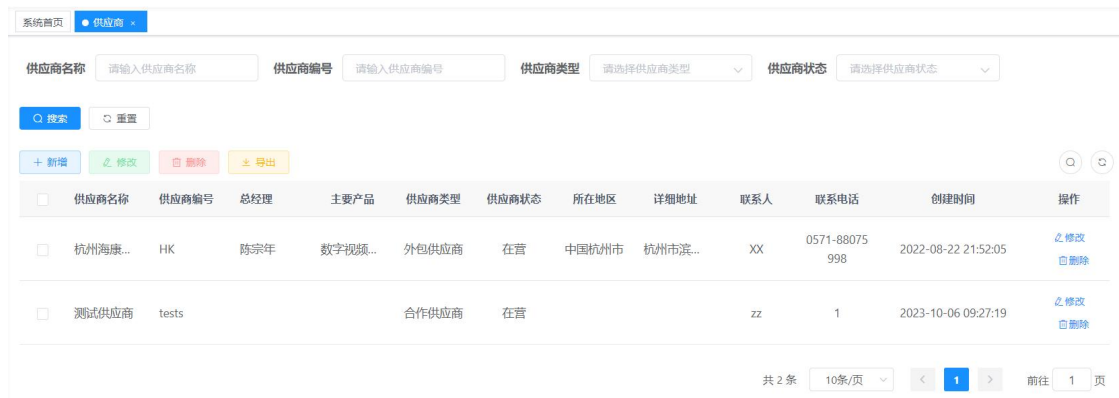 系统首页 供应商 ×
供应商名称 请输入供应商名称 供应商编号 请输入供应商编号 供应商类型 请选择供应商类型 供应商状态 请选择供应商状态
搜索 重置
+ 新增 修改 删除 导出
供应商名称 供应商编号 总经理 主要产品 供应商类型 供应商状态 所在地区 详细地址 联系人 联系电话 创建时间 操作
杭州海康... HK 陈宗年 数字视频... 外包供应商 在营 中国杭州市 杭州市滨... XX 0571-88075 2022-08-22 21:52:05 修改
998 删除
测试供应商 tests 合作供应商 在营 zz 1 2023-10-06 09:27:19 修改
删除
共 2 条 10条/页 < 1 > 前往 1 页